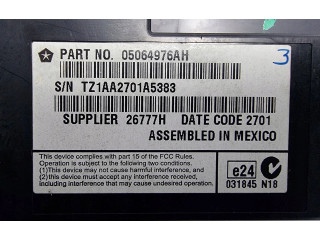 PART NO. 05064976AH
3
S/N TZ1AA2701A5383
SUPPLIER 26777H DATE CODE 2701
ASSEMBLED IN MEXICO
This device complies with part 15 of the FCC Rules.
Operation is subject to the following two conditions:
(1)This device may not cause harmful interference, and
(2)this device must accept any interference received,
including interference that may cause undesired operation.
e24
031845 N18